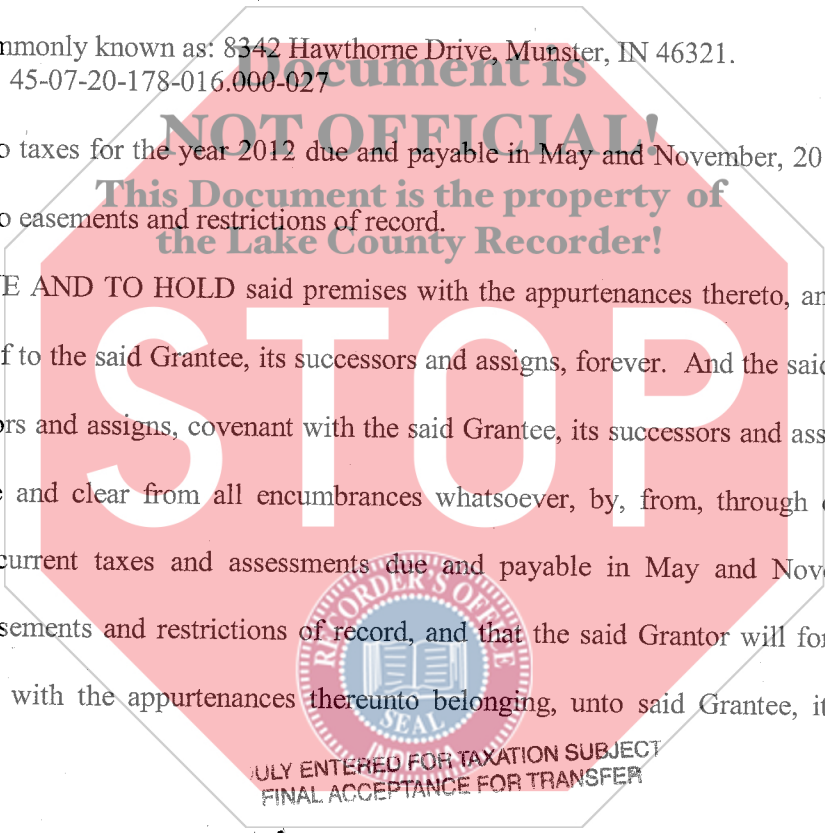 mmonly known as: 8342 Hawthorne Drive, Munster, IN 46321.
45-07-20-178-016.000-027
Document is
NOT OFFICIAL!
o taxes for the year 2012 due and payable in May and November, 20
This Document is the property of
o easements and restrictions of record.
the Lake County Recorder!
E AND TO HOLD said premises with the appurtenances thereto, an
STOP
f to the said Grantee, its successors and assigns, forever. And the said
ors and assigns, covenant with the said Grantee, its successors and ass
e and clear from all encumbrances whatsoever, by, from, through
current taxes and assessments due and payable in May and Nov
sements and restrictions of record, and that the said Grantor will for
with the appurtenances thereunto belonging, unto said Grantee, it
RECORDER'S OFFICE
SEAL
INDIANA
ULY ENTERED FOR TAXATION SUBJECT
FINAL ACCEPTANCE FOR TRANSFER